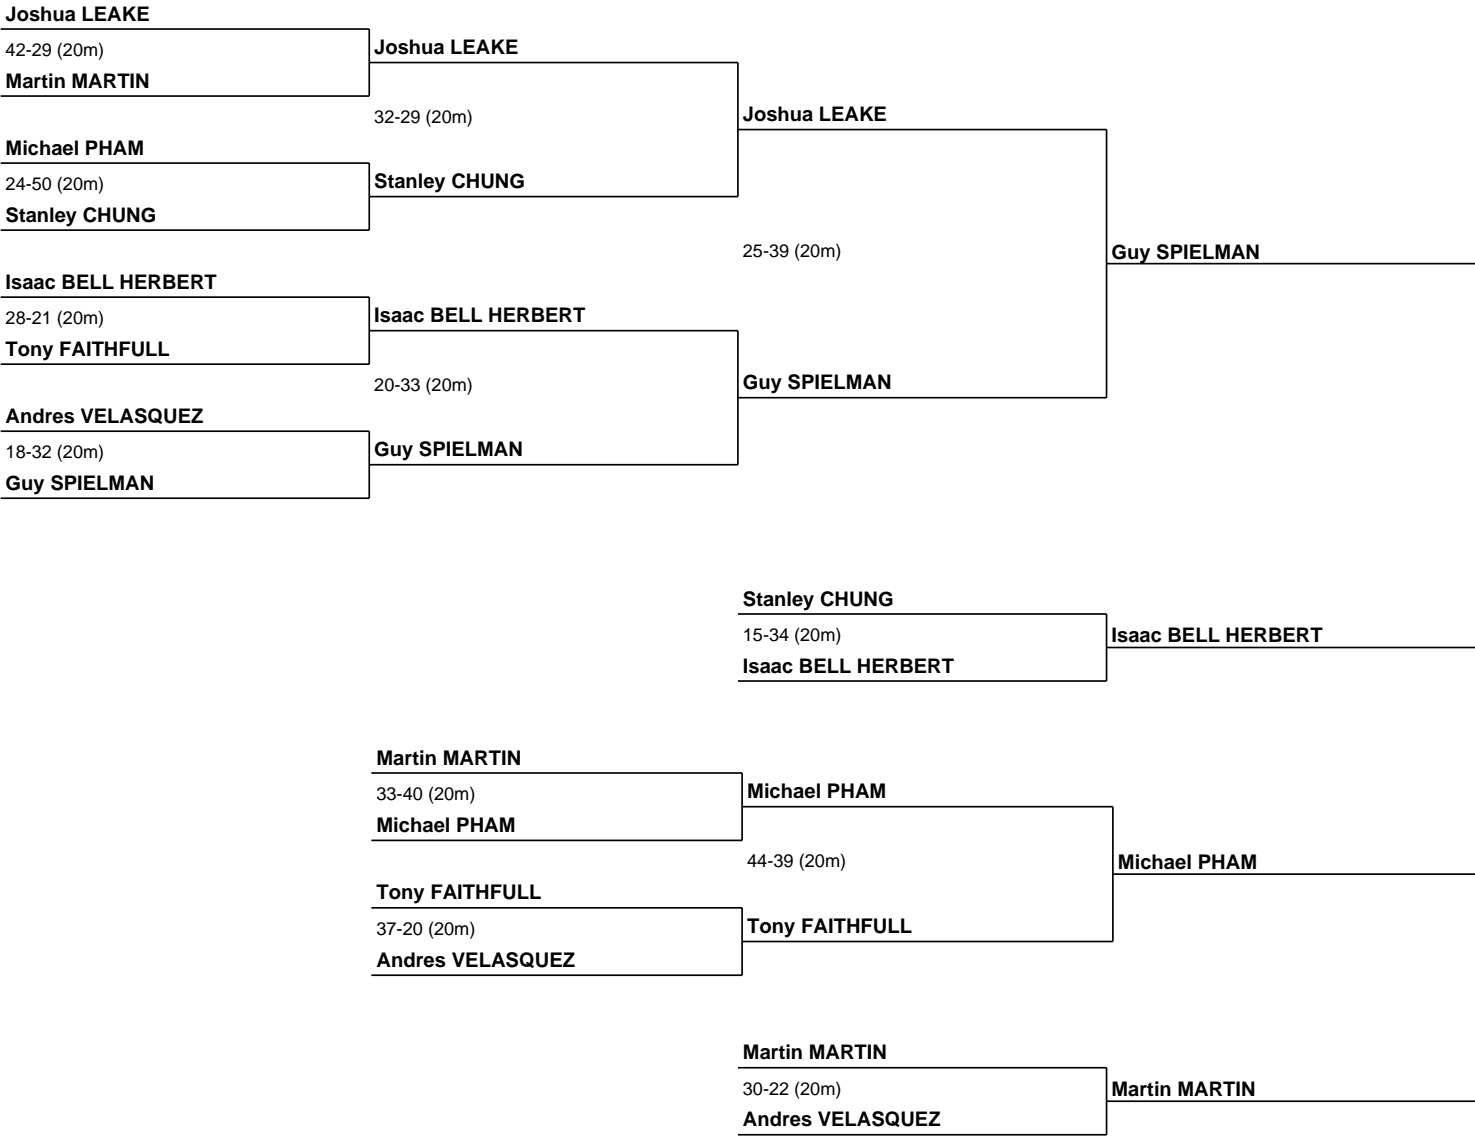 Joshua LEAKE
42-29 (20m)
Martin MARTIN
Michael PHAM
24-50 (20m)
Stanley CHUNG
Isaac BELL HERBERT
28-21 (20m)
Tony FAITHFULL
Andres VELASQUEZ
18-32 (20m)
Guy SPIELMAN
Joshua LEAKE
32-29 (20m)
Stanley CHUNG
Isaac BELL HERBERT
20-33 (20m)
Guy SPIELMAN
Joshua LEAKE
25-39 (20m)
Guy SPIELMAN
Guy SPIELMAN
Stanley CHUNG
15-34 (20m)
Isaac BELL HERBERT
Isaac BELL HERBERT
Martin MARTIN
33-40 (20m)
Michael PHAM
Tony FAITHFULL
37-20 (20m)
Andres VELASQUEZ
Michael PHAM
44-39 (20m)
Tony FAITHFULL
Michael PHAM
Martin MARTIN
30-22 (20m)
Andres VELASQUEZ
Martin MARTIN